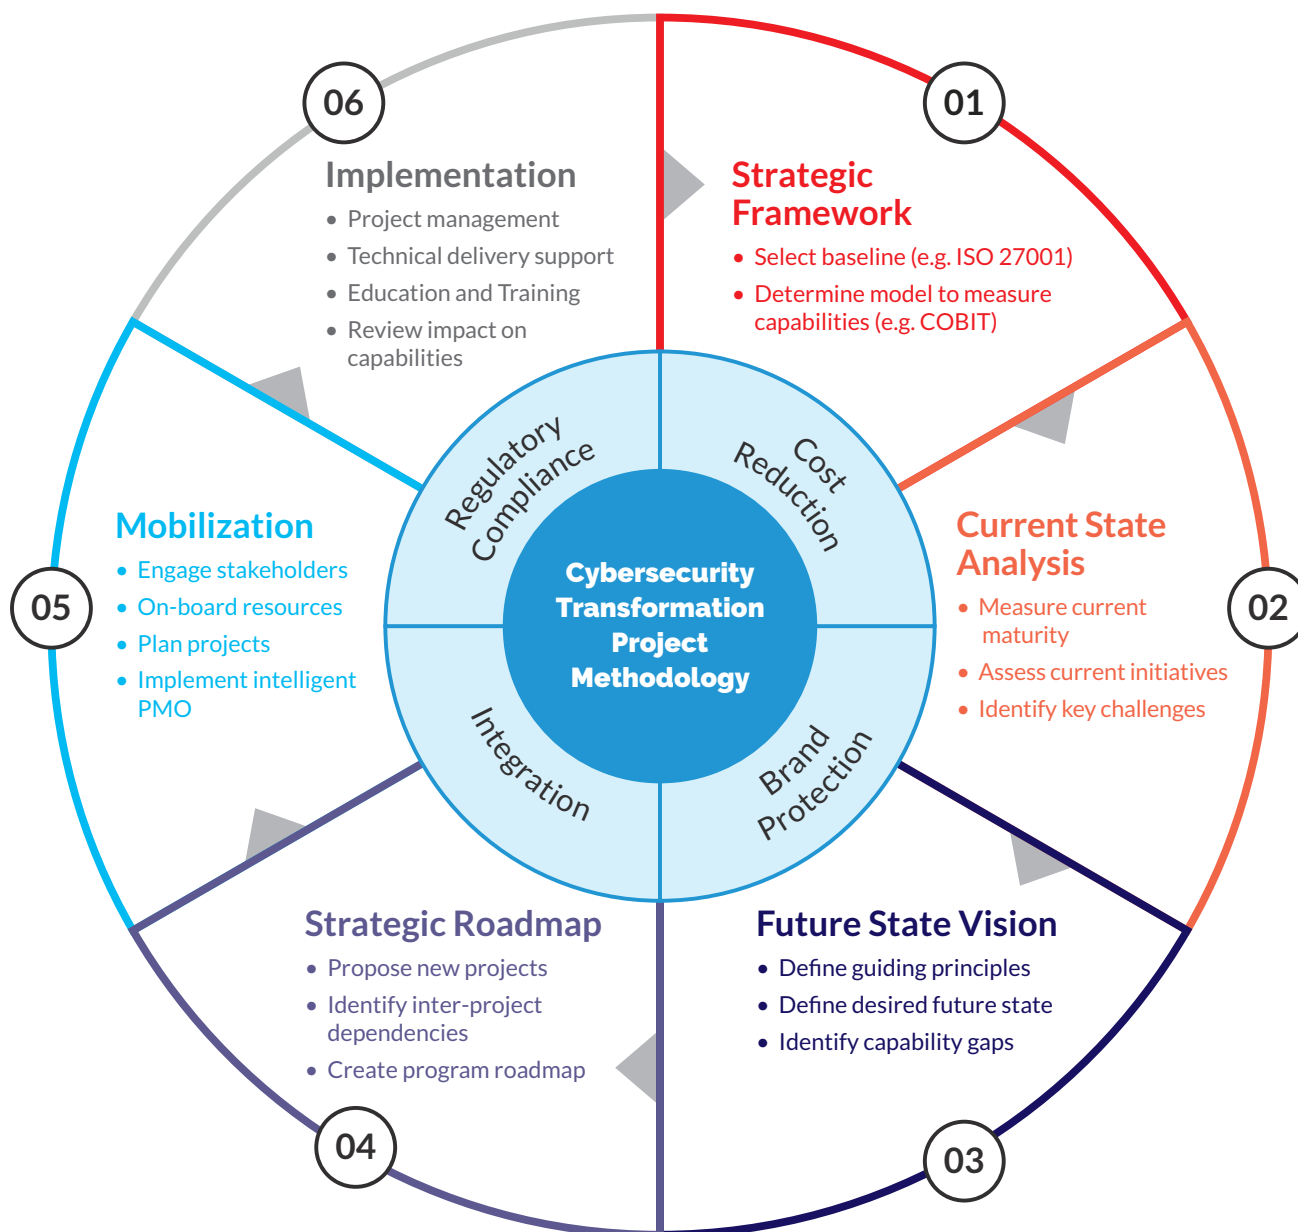 01
Strategic
Framework
• Select baseline (e.g. ISO 27001)
• Determine model to measure
capabilities (e.g. COBIT)
02
Current State
Analysis
• Measure current
maturity
• Assess current initiatives
• Identify key challenges
03
Future State Vision
• Define guiding principles
• Define desired future state
• Identify capability gaps
04
Strategic Roadmap
• Propose new projects
• Identify inter-project
dependencies
• Create program roadmap
05
Mobilization
• Engage stakeholders
• On-board resources
• Plan projects
• Implement intelligent
PMO
06
Implementation
• Project management
• Technical delivery support
• Education and Training
• Review impact on
capabilities
Regulatory
Compliance
Cost
Reduction
Brand
Protection
Integration
Cybersecurity
Transformation
Project
Methodology